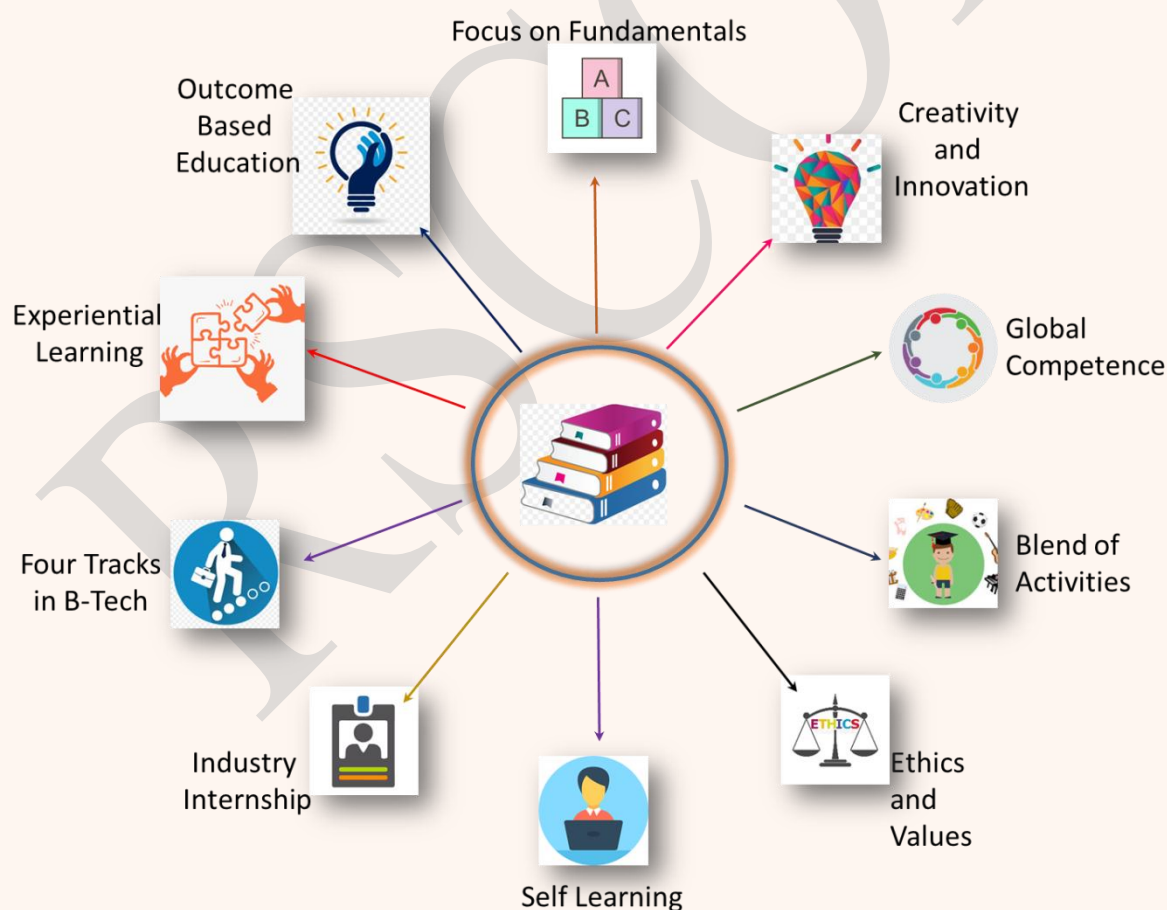 Focus on Fundamentals
A
B C
Outcome
Based
Education
Creativity
and
Innovation
Experiential
Learning
Global
Competence
Four Tracks
in B-Tech
Blend of
Activities
Industry
Internship
ETHICS
Ethics
and
Values
Self Learning